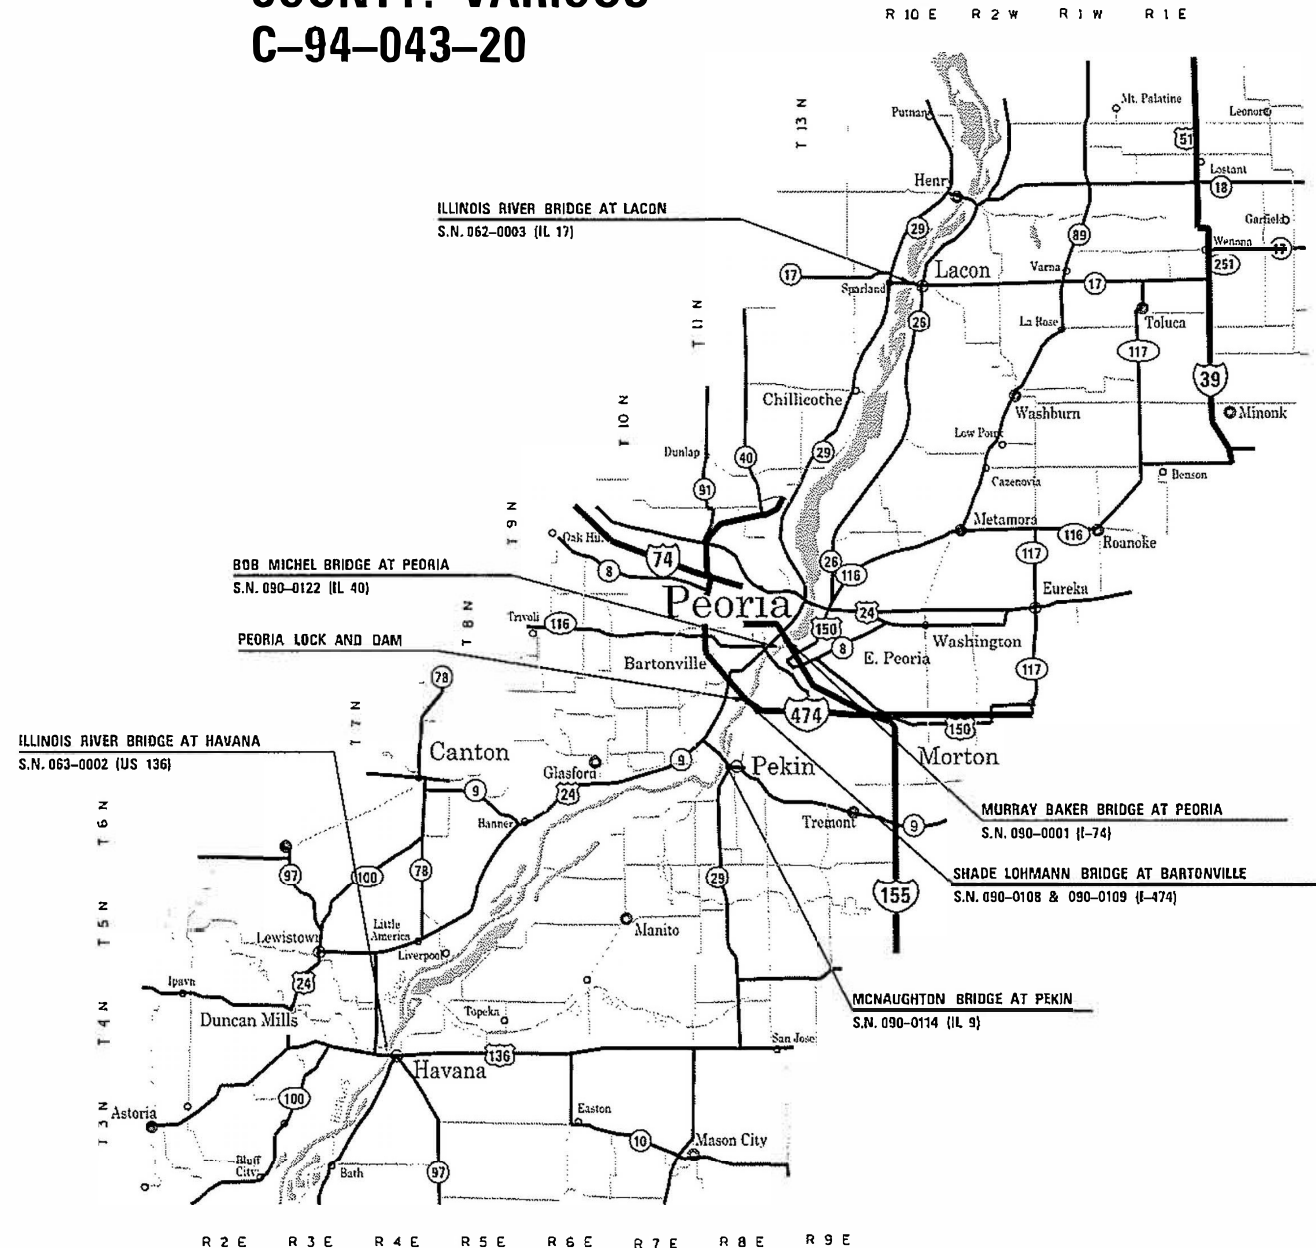 C–94–043–20
R 10 E R 2 W R 1 W R 1 E
T 13 N
Putnam
Mt. Palatine
Leonore
51
Lostant
18
Henry
ILLINOIS RIVER BRIDGE AT LACON
S.N. 062–0003 (IL 17)
29
89
Garfield
Wenona
17
251
Lacon
Varna
17
Sparland
17
T 11 N
26
La Rose
Toluca
117
39
Chillicothe
T 10 N
Washburn
Minonk
Low Point
Dunlap
40
29
Cazenovia
Benson
91
T 9 N
Metamora
116
Roanoke
74
117
8
26
116
BOB MICHEL BRIDGE AT PEORIA
S.N. 090–0122 (IL 40)
Peoria
Eureka
T 8 N
24
Trivoli
116
150
Washington
PEORIA LOCK AND DAM
8
E. Peoria
Bartonville
117
78
T 7 N
474
150
ILLINOIS RIVER BRIDGE AT HAVANA
S.N. 063–0002 (US 136)
Canton
Morton
9
Pekin
Glasford
9
24
T 6 N
Banner
Tremont
9
MURRAY BAKER BRIDGE AT PEORIA
S.N. 090–0001 (I–74)
97
100
78
29
SHADE LOHMANN BRIDGE AT BARTONVILLE
S.N. 090–0108 & 090–0109 (I–474)
155
T 5 N
Little
America
Lewistown
Manito
Liverpool
24
Ipava
MCNAUGHTON BRIDGE AT PEKIN
S.N. 090–0114 (IL 9)
Duncan Mills
Topeka
T 4 N
San Jose
136
Havana
100
T 3 N
Astoria
Easton
10
Mason City
Bluff
City
Bath
97
R 2 E R 3 E R 4 E R 5 E R 6 E R 7 E R 8 E R 9 E